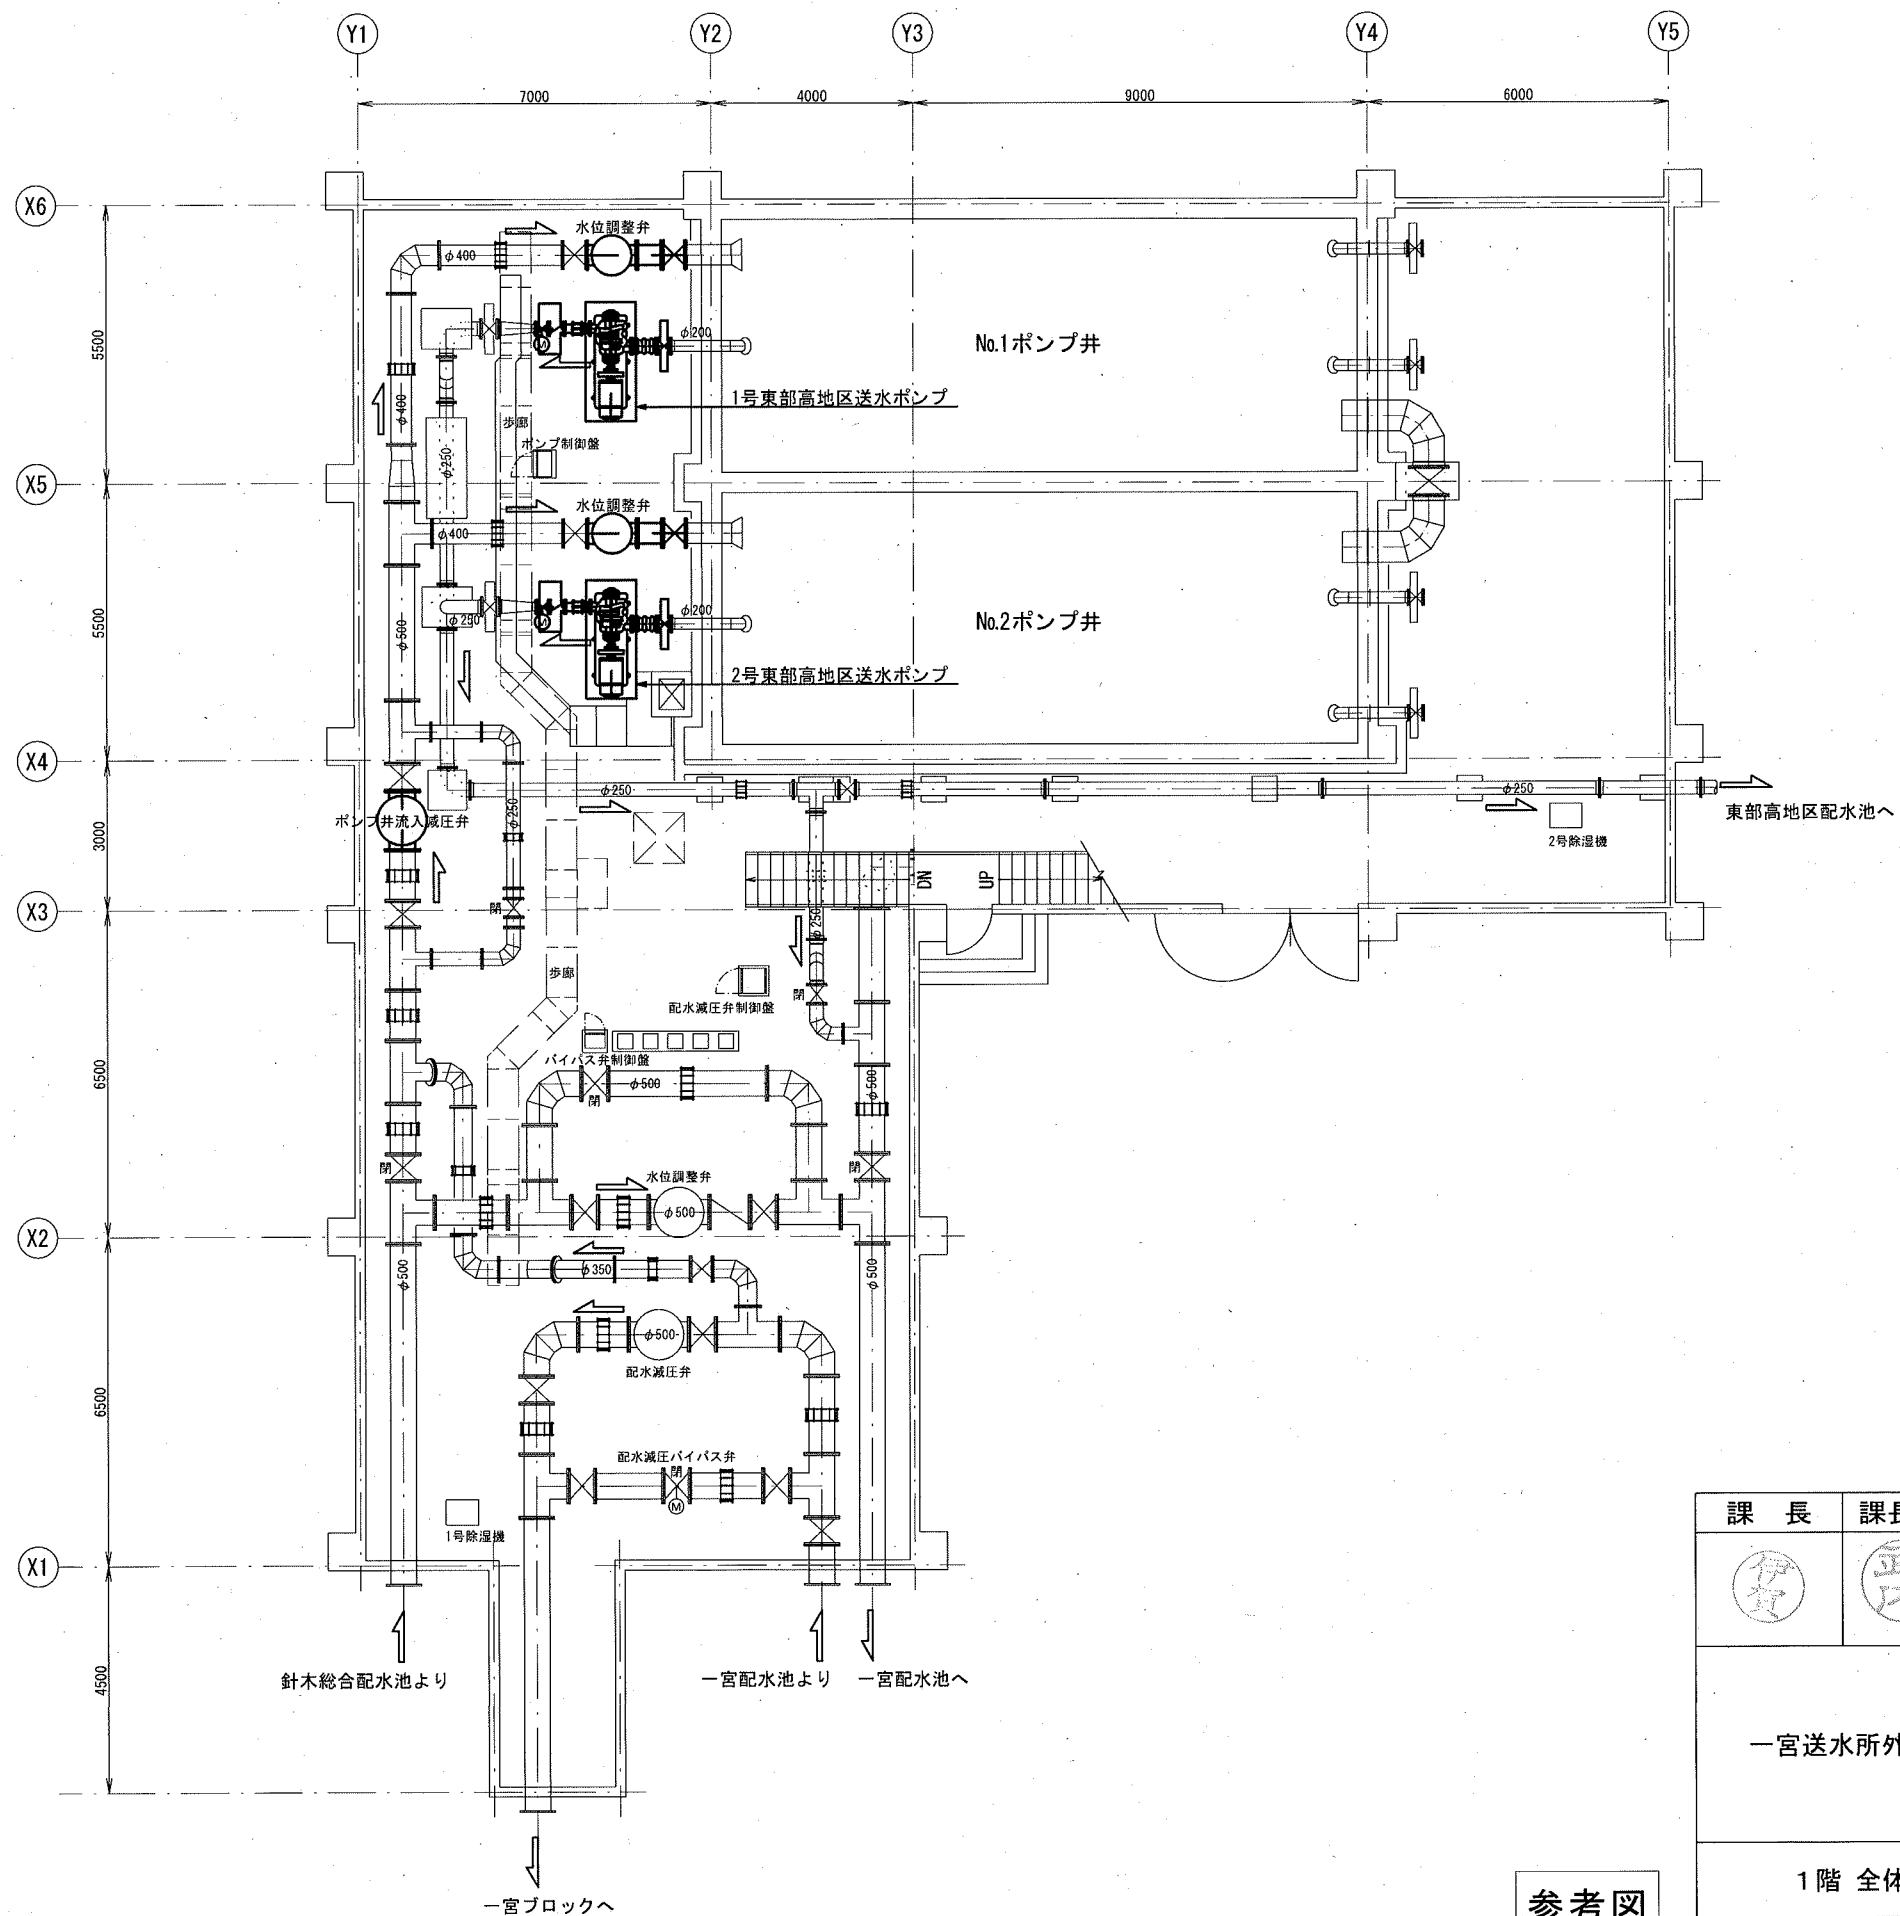 Y1
Y2
Y3
Y4
Y5
7000
4000
9000
6000
X6
水位調整弁
φ400
5500
φ200
No.1ポンプ井
1号東部高地区送水ポンプ
φ400
歩廊
ポンプ制御盤
φ250
X5
水位調整弁
φ400
φ200
φ250
No.2ポンプ井
5500
φ500
2号東部高地区送水ポンプ
X4
φ250
φ250
東部高地区配水池へ
ポンプ井流入減圧弁
φ250
2号除湿機
3000
DN
UP
X3
閉
φ250
歩廊
閉
配水減圧弁制御盤
バイパス弁制御盤
6500
φ500
閉
φ500
閉
水位調整弁
閉
φ500
X2
φ500
φ350
φ500
φ500
配水減圧弁
6500
配水減圧バイパス弁
閉
M
1号除湿機
X1
課 長
課長
伊賀
4500
針木総合配水池より
一宮配水池より
一宮配水池へ
一宮送水所外
1階 全体
参考図
一宮ブロックへ